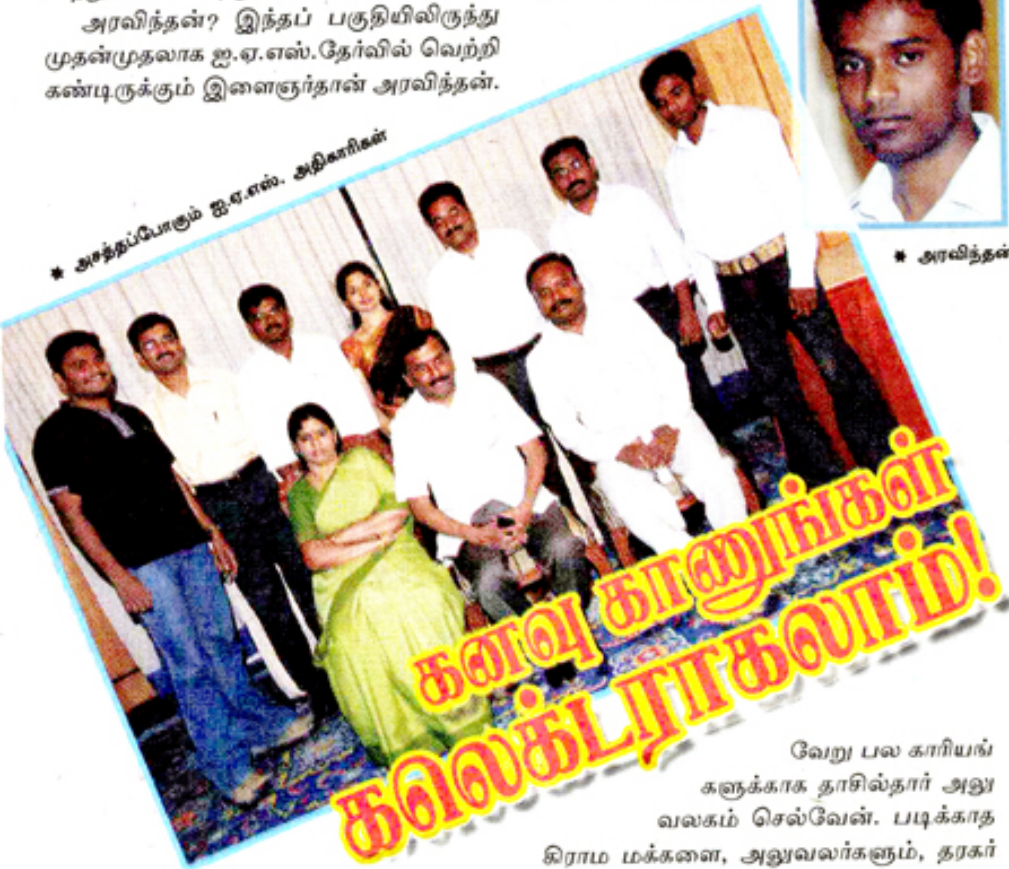 அரவிந்தன்? இந்தப் பகுதியிலிருந்து
முதன்முதலாக ஐ.ஏ.எஸ்.தேர்வில் வெற்றி
கண்டிருக்கும் இளைஞர்தான் அரவிந்தன்.
* அசத்தப்போகும் ஐ.ஏ.எஸ். அதிகாரிகள்
* அரவிந்தன்
கனவு காணுங்கள்
கலெக்டராகலாம்!
வேறு பல காரியங்
களுக்காக தாசில்தார் அலு
வலகம் செல்வேன். படிக்காத
கிராம மக்களை, அலுவலர்களும், தரகர்